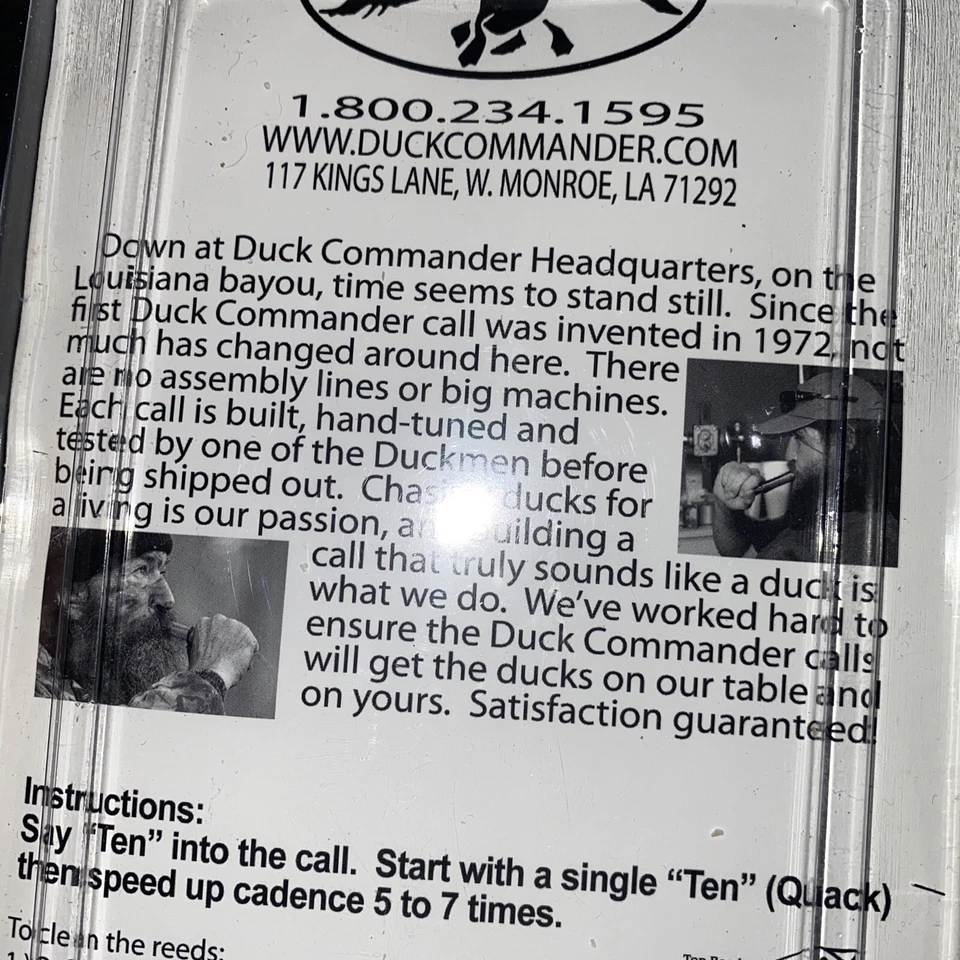 1.800.234.1595
WWW.DUCKCOMMANDER.COM
117 KINGS LANE, W. MONROE, LA 71292
Down at Duck Commander Headquarters, on the
Louisiana bayou, time seems to stand still. Since the
first Duck Commander call was invented in 1972, not
much has changed around here. There
are no assembly lines or big machines.
Each call is built, hand-tuned and
tested by one of the Duckmen before
being shipped out. Chasing ducks for
a living is our passion, and building a
call that truly sounds like a duck is
what we do. We've worked hard to
ensure the Duck Commander calls
will get the ducks on our table and
on yours. Satisfaction guaranteed!
Instructions:
Say "Ten" into the call. Start with a single "Ten" (Quack)
then speed up cadence 5 to 7 times.
To clean the reeds: